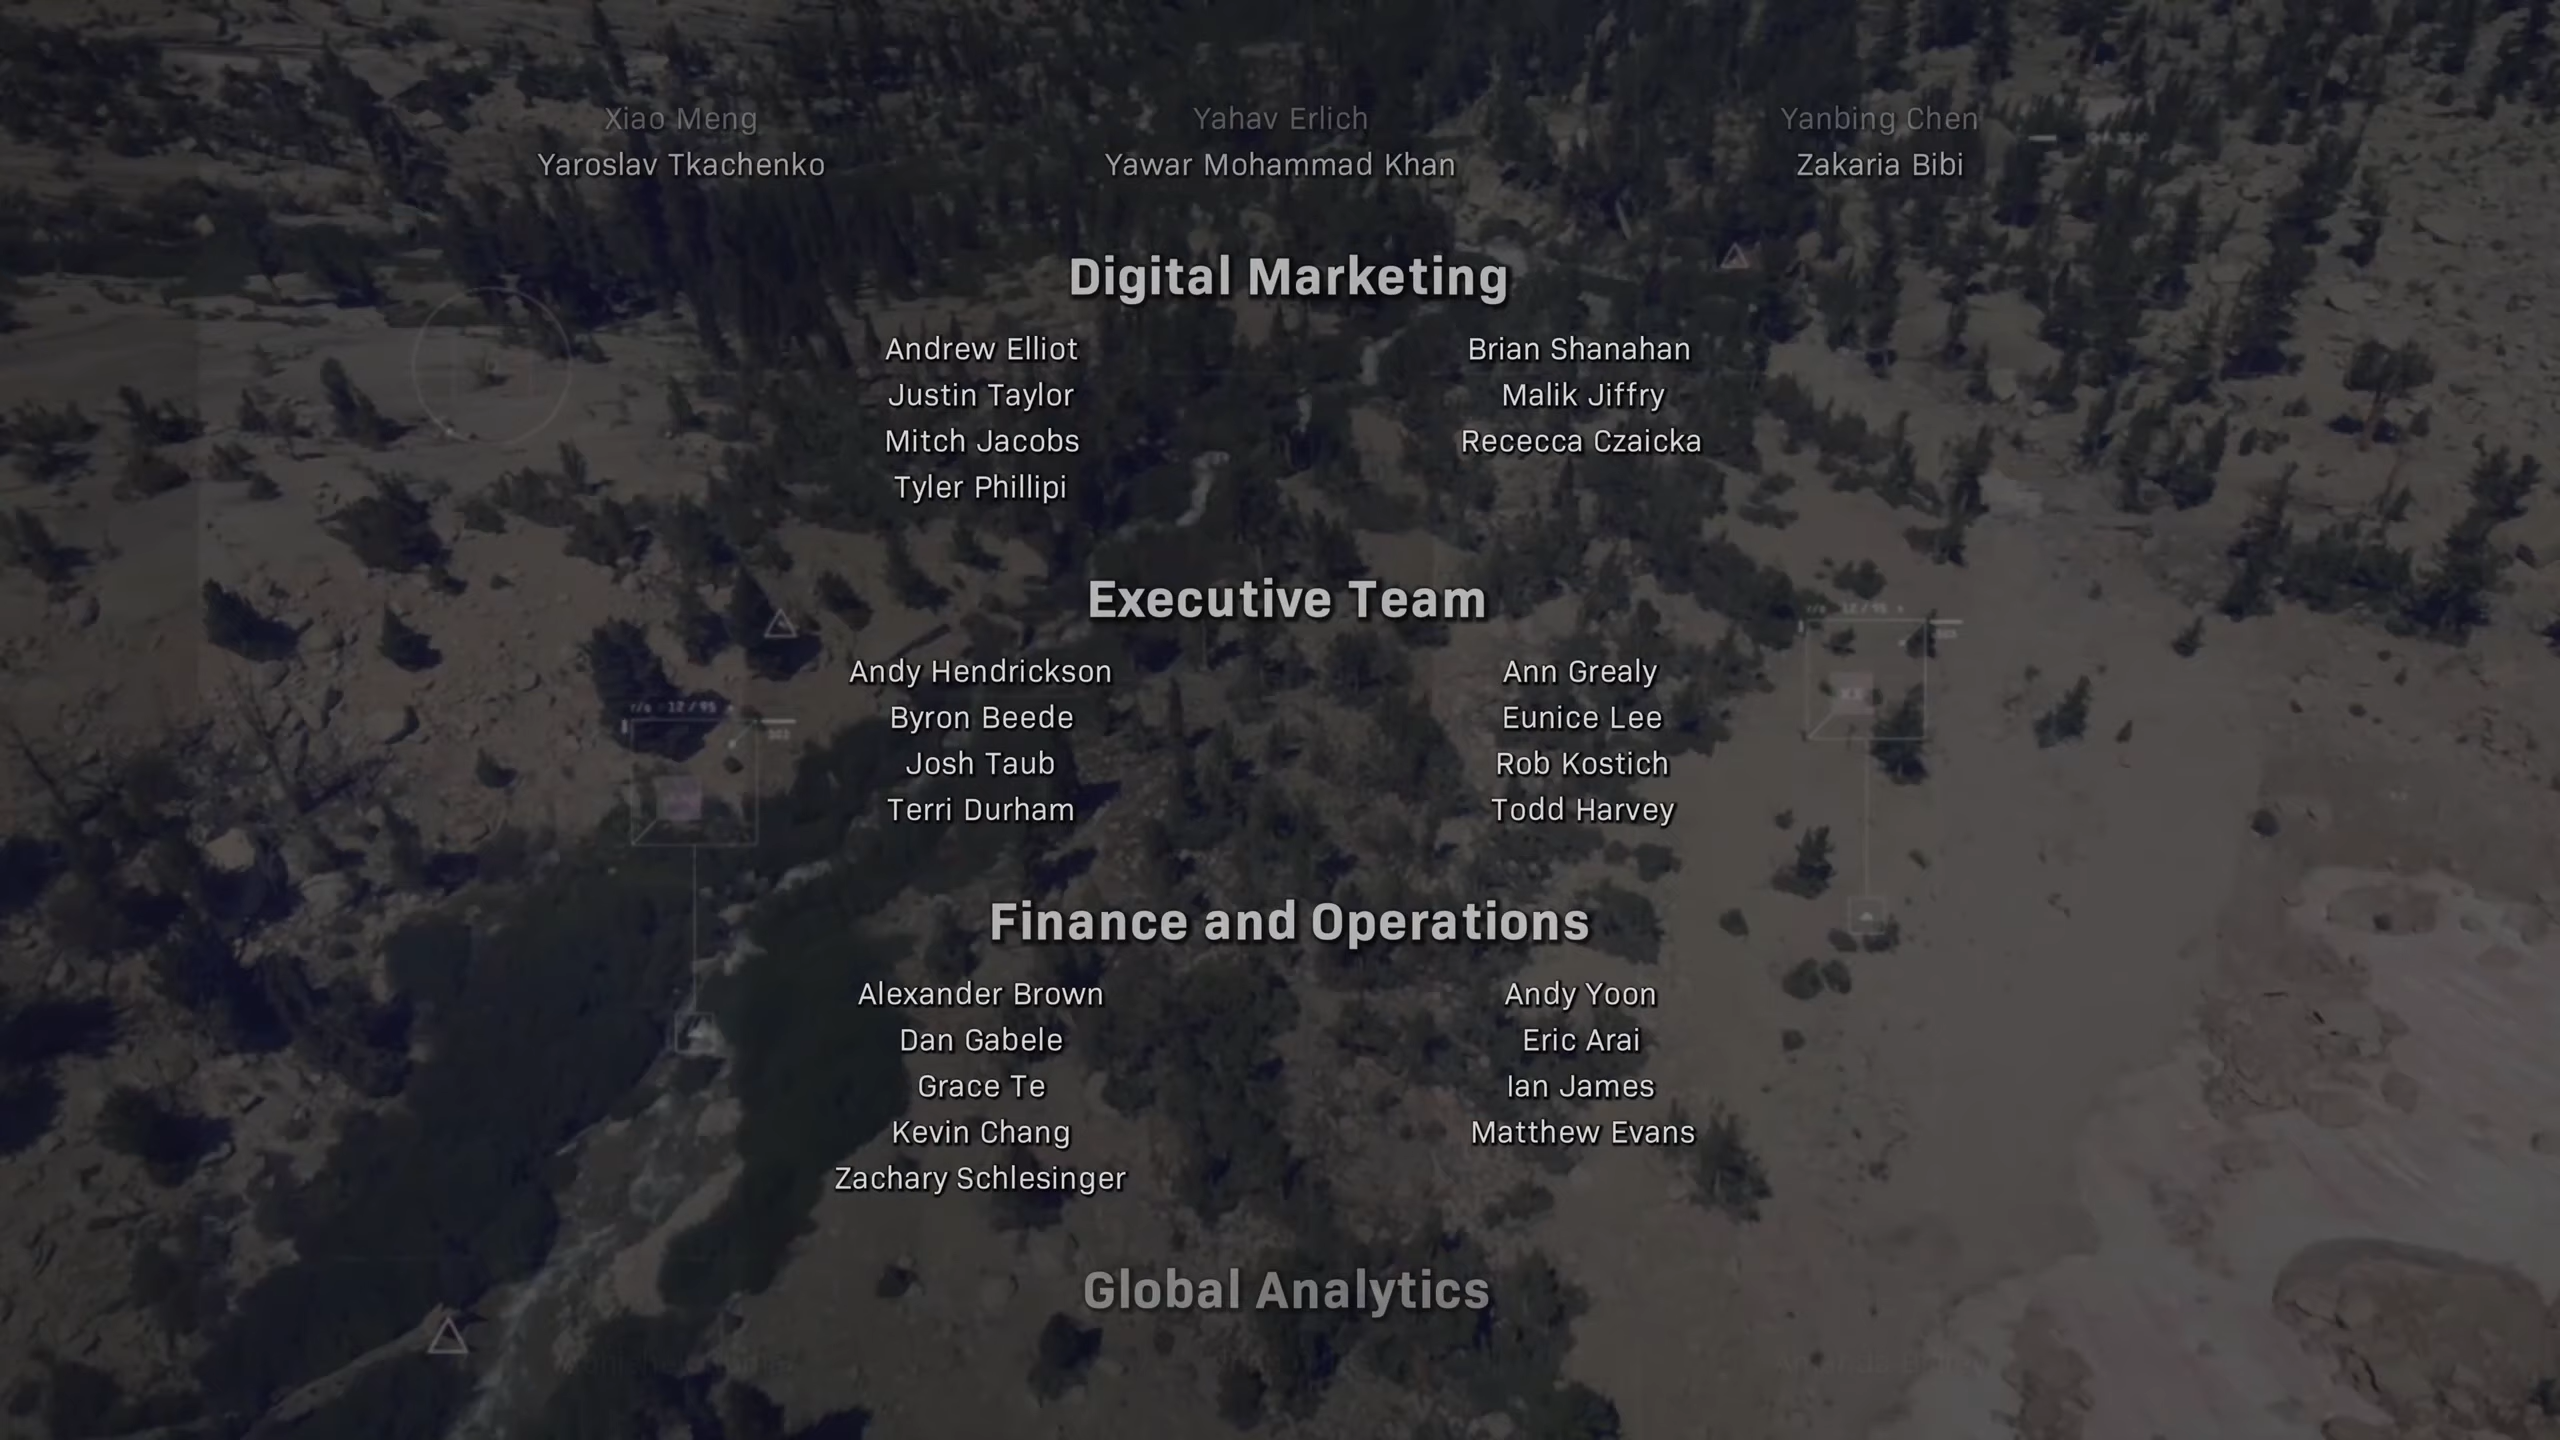 Xiao Meng Yahav Erlich Yanbing Chen
Yaroslav Tkachenko Yawar Mohammad Khan Zakaria Bibi
Digital Marketing
Andrew Elliot Brian Shanahan
Justin Taylor Malik Jiffry
Mitch Jacobs Rececca Czaicka
Tyler Phillipi
Executive Team
Andy Hendrickson Ann Grealy
Byron Beede Eunice Lee
Josh Taub Rob Kostich
Terri Durham Todd Harvey
Finance and Operations
Alexander Brown Andy Yoon
Dan Gabele Eric Arai
Grace Te Ian James
Kevin Chang Matthew Evans
Zachary Schlesinger
Global Analytics